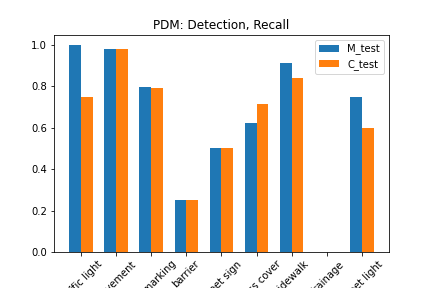 PDM: Detection, Recall
M_test
C_test
1.0
0.8
0.6
0.4
0.2
0.0
fic light
vement
marking
barrier
et sign
s cover
idewalk
rainage
et light